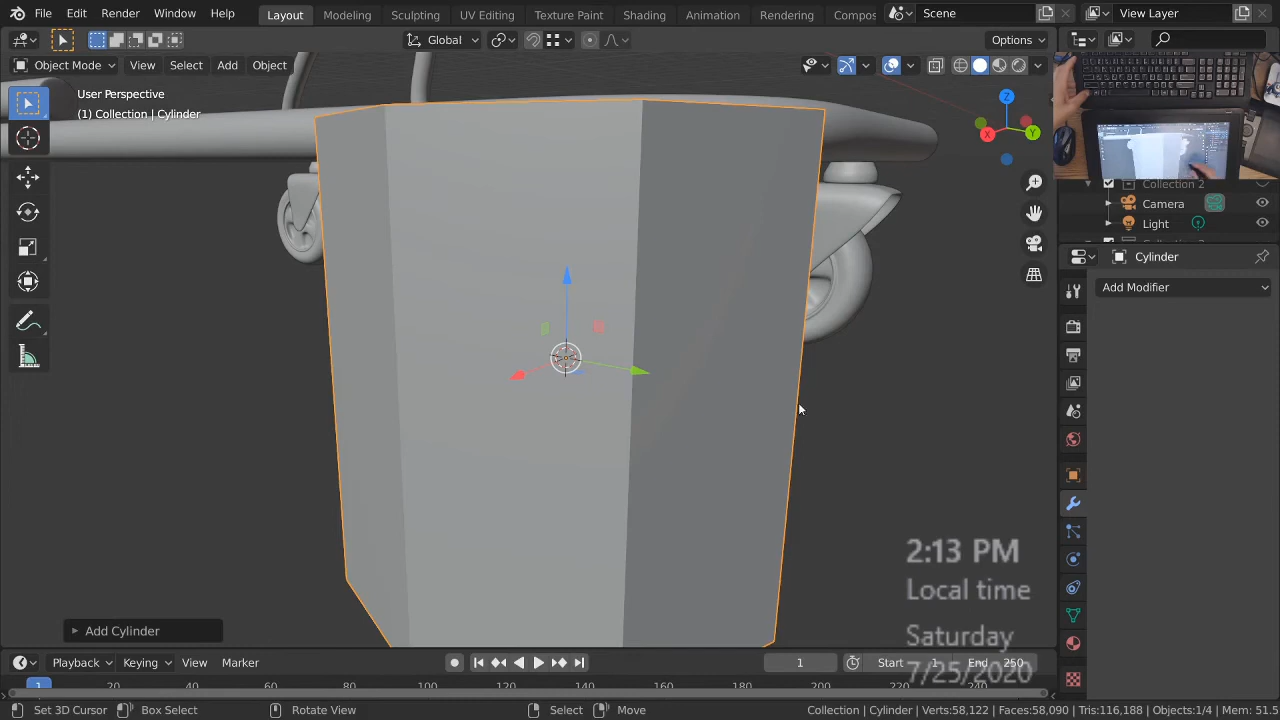 File Edit Render Window Help Layout Modeling Sculpting UV Editing Texture Paint Shading Animation Rendering Compos Scene View Layer
Global Options
Object Mode View Select Add Object
User Perspective
(1) Collection | Cylinder
Z
X Y
Collection 2
Camera
Light
Cylinder
Add Modifier
2:13 PM
Local time
Saturday
7/25/2020
Add Cylinder
Playback Keying View Marker 1 Start 1 End 250
1 20 80 100 120 140 160 180 200 220
Set 3D Cursor Box Select Rotate View Select Move Collection | Cylinder | Verts:58,122 | Faces:58,090 | Tris:116,188 | Objects:1/4 | Mem: 51.5